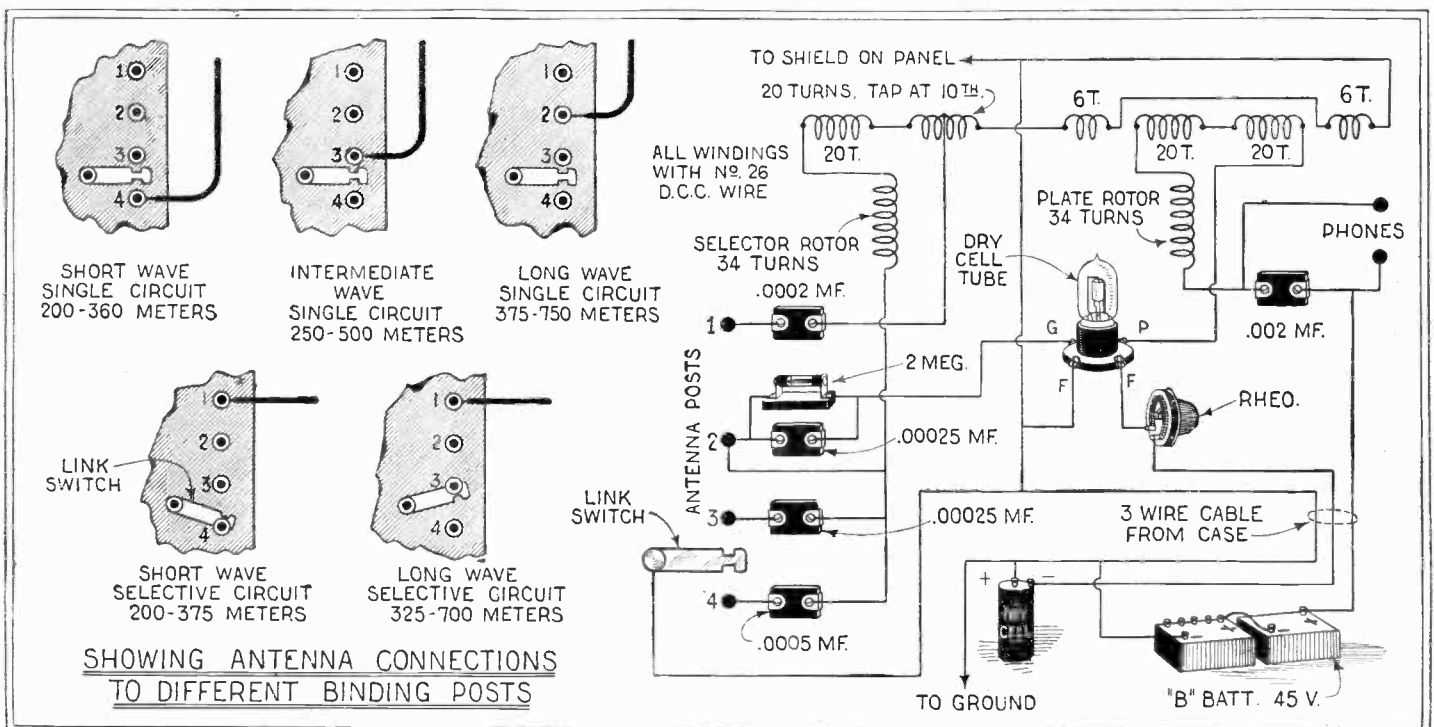 1
2
3
4
SHORT WAVE
SINGLE CIRCUIT
200-360 METERS
1
2
3
4
INTERMEDIATE
WAVE
SINGLE CIRCUIT
250-500 METERS
1
2
3
4
LONG WAVE
SINGLE CIRCUIT
375-750 METERS
1
2
3
4
LINK
SWITCH
SHORT WAVE
SELECTIVE CIRCUIT
200-375 METERS
1
2
3
4
LONG WAVE
SELECTIVE CIRCUIT
325-700 METERS
SHOWING ANTENNA CONNECTIONS
TO DIFFERENT BINDING POSTS
TO SHIELD ON PANEL
20 TURNS, TAP AT 10TH.
6T.
6T.
20T.
20T.
20T.
ALL WINDINGS
WITH Nº. 26
D.C.C. WIRE
SELECTOR ROTOR
34 TURNS
PLATE ROTOR
34 TURNS
DRY
CELL
TUBE
PHONES
.0002 MF.
.002 MF.
1
G
P
F
F
2 MEG.
RHEO.
ANTENNA POSTS
2
.00025 MF.
3
.00025 MF.
LINK
SWITCH
4
.0005 MF.
3 WIRE CABLE
FROM CASE
+
−
TO GROUND
"B" BATT. 45 V.